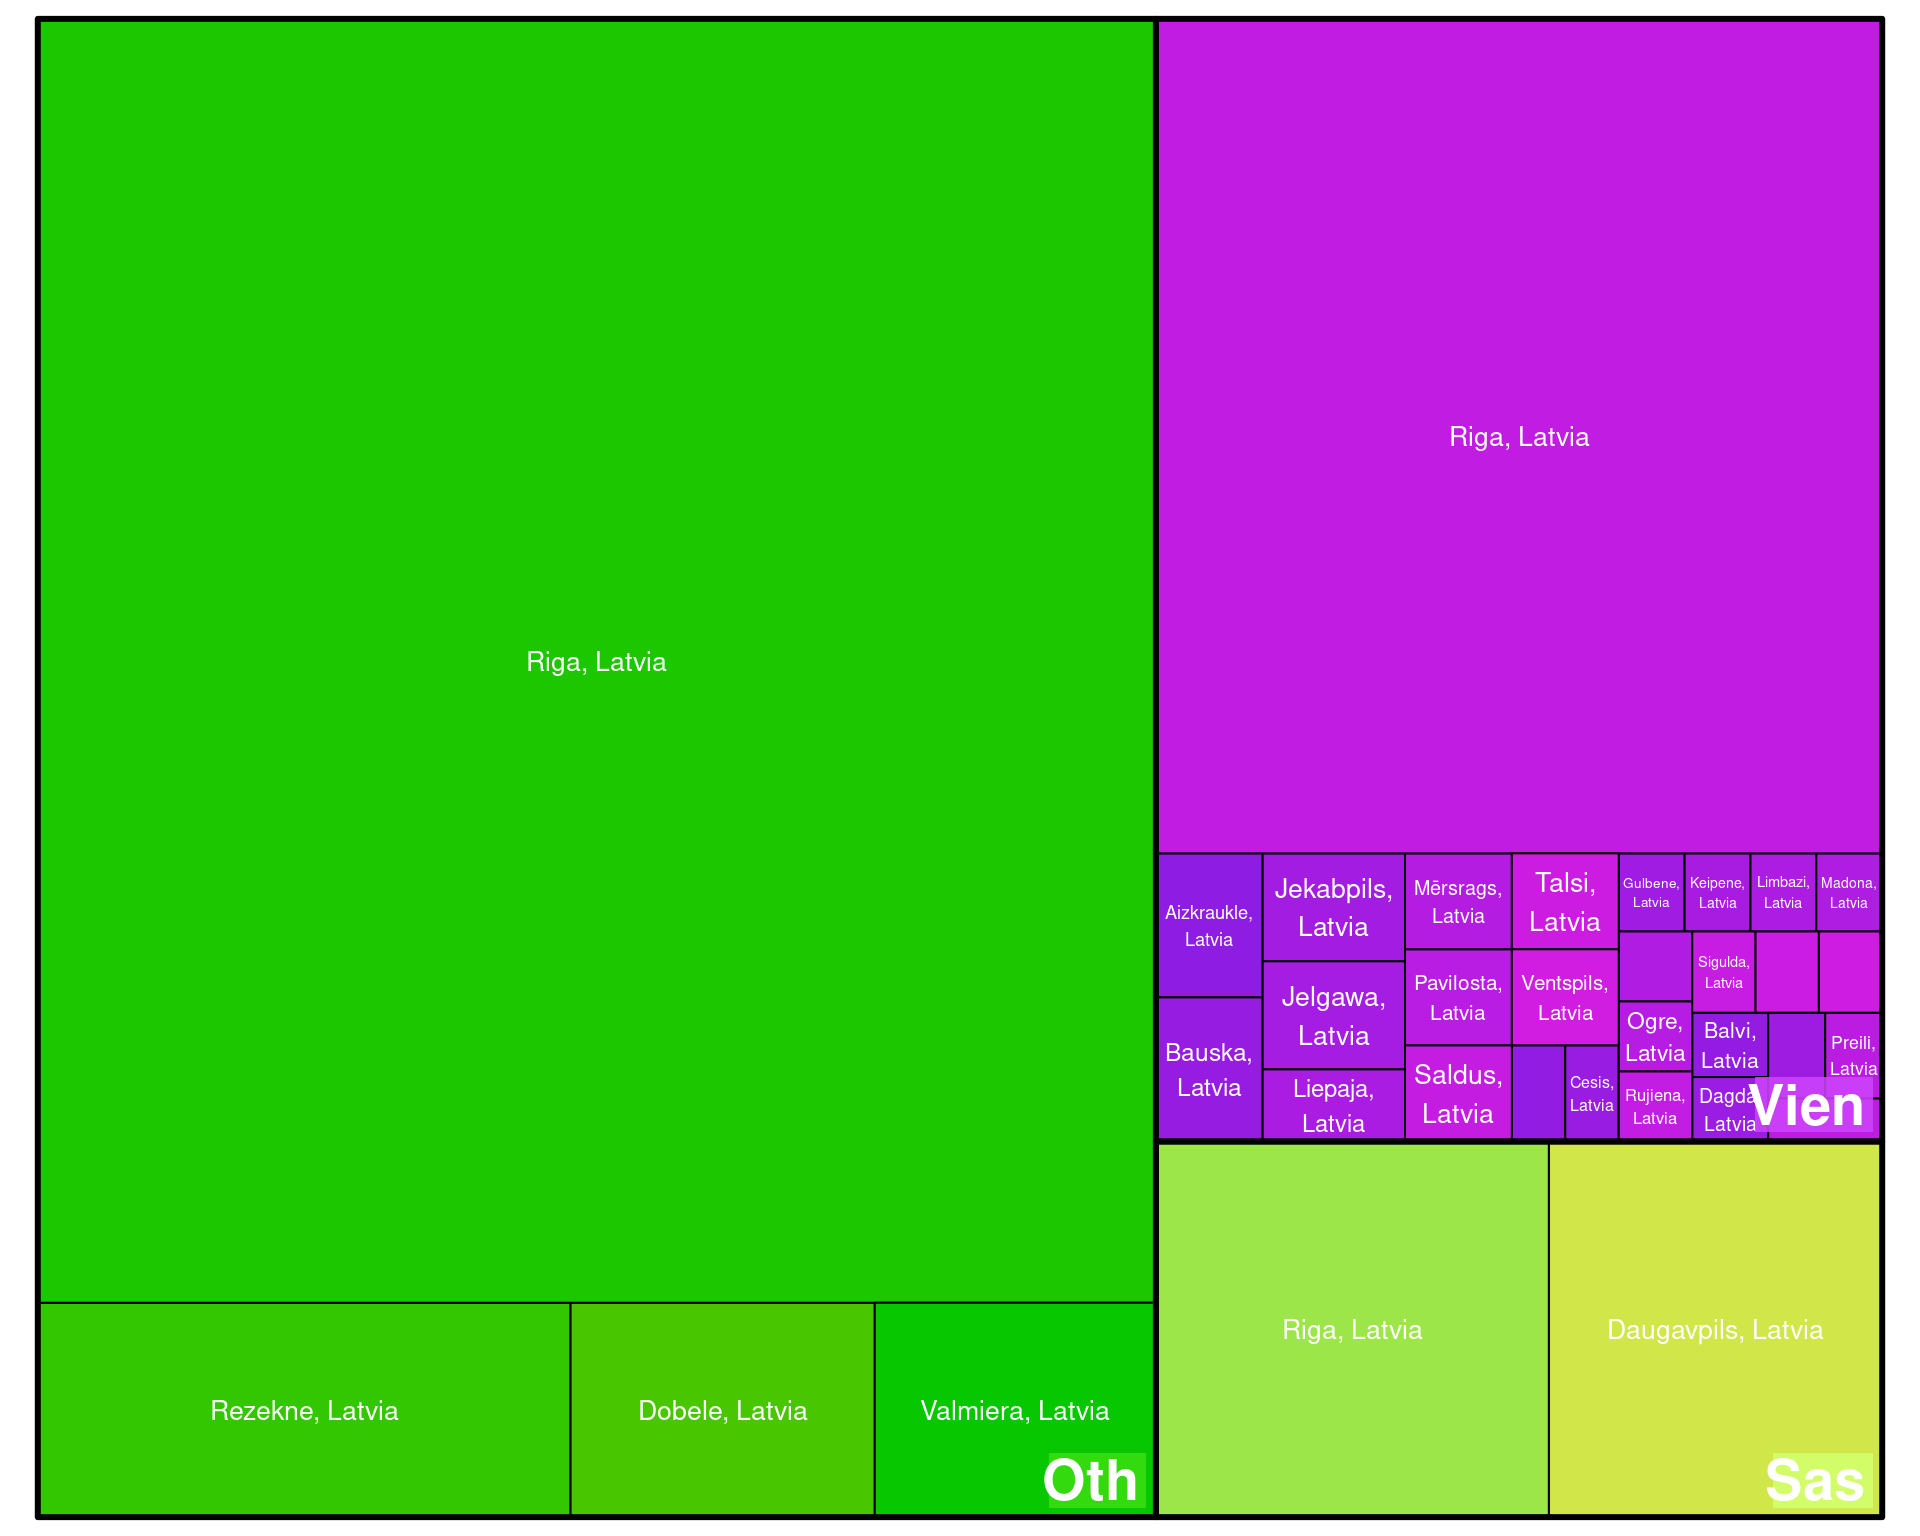 Riga, Latvia
Rezekne, Latvia
Dobele, Latvia
Valmiera, Latvia
Oth
Riga, Latvia
Aizkraukle,
Latvia
Bauska,
Latvia
Jekabpils,
Latvia
Jelgawa,
Latvia
Liepaja,
Latvia
Mērsrags,
Latvia
Pavilosta,
Latvia
Saldus,
Latvia
Talsi,
Latvia
Ventspils,
Latvia
Cesis,
Latvia
Gulbene,
Latvia
Keipene,
Latvia
Limbazi,
Latvia
Madona,
Latvia
Ogre,
Latvia
Rujiena,
Latvia
Sigulda,
Latvia
Balvi,
Latvia
Dagda
Latvia
Preili,
Latvia
Vien
Riga, Latvia
Daugavpils, Latvia
Sas